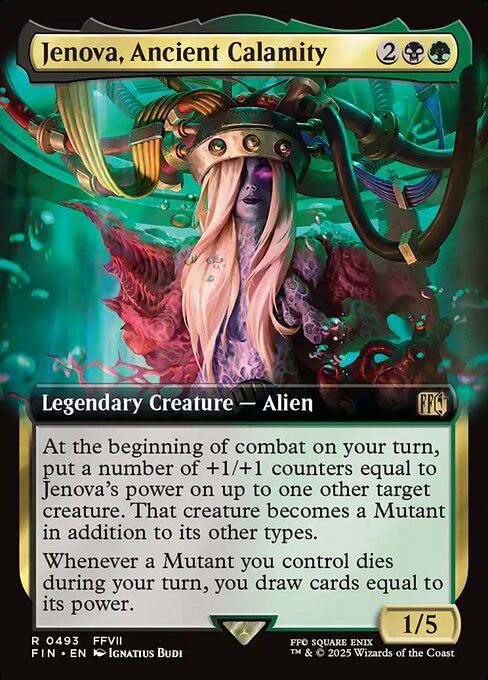 Jenova, Ancient Calamity 2
Legendary Creature — Alien
At the beginning of combat on your turn,
put a number of +1/+1 counters equal to
Jenova's power on up to one other target
creature. That creature becomes a Mutant
in addition to its other types.
Whenever a Mutant you control dies
during your turn, you draw cards equal to
its power.
1/5
R 0493 FFVII
FIN • EN Ignatius Budi
FF© SQUARE ENIX
™ & © 2025 Wizards of the Coast